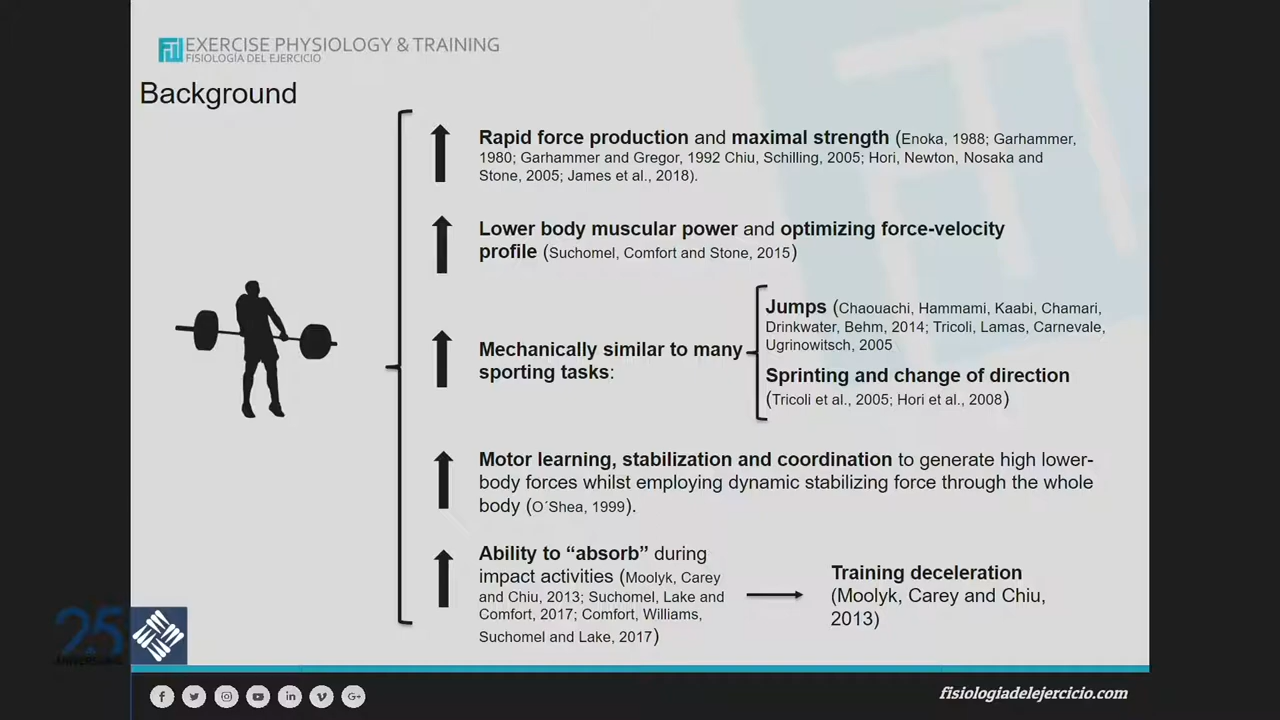 EXERCISE PHYSIOLOGY & TRAINING
FISIOLOGÍA DEL EJERCICIO
Background
Rapid force production and maximal strength (Enoka, 1988; Garhammer,
1980; Garhammer and Gregor, 1992 Chiu, Schilling, 2005; Hori, Newton, Nosaka and
Stone, 2005; James et al., 2018).
Lower body muscular power and optimizing force-velocity
profile (Suchomel, Comfort and Stone, 2015)
Mechanically similar to many
sporting tasks:
Jumps (Chaouachi, Hammami, Kaabi, Chamari,
Drinkwater, Behm, 2014; Tricoli, Lamas, Carnevale,
Ugrinowitsch, 2005
Sprinting and change of direction
(Tricoli et al., 2005; Hori et al., 2008)
Motor learning, stabilization and coordination to generate high lower-
body forces whilst employing dynamic stabilizing force through the whole
body (O´Shea, 1999).
Ability to “absorb” during
impact activities (Moolyk, Carey
and Chiu, 2013; Suchomel, Lake and
Comfort, 2017; Comfort, Williams,
Suchomel and Lake, 2017)
Training deceleration
(Moolyk, Carey and Chiu,
2013)
25
fisiologiadelejercicio.com